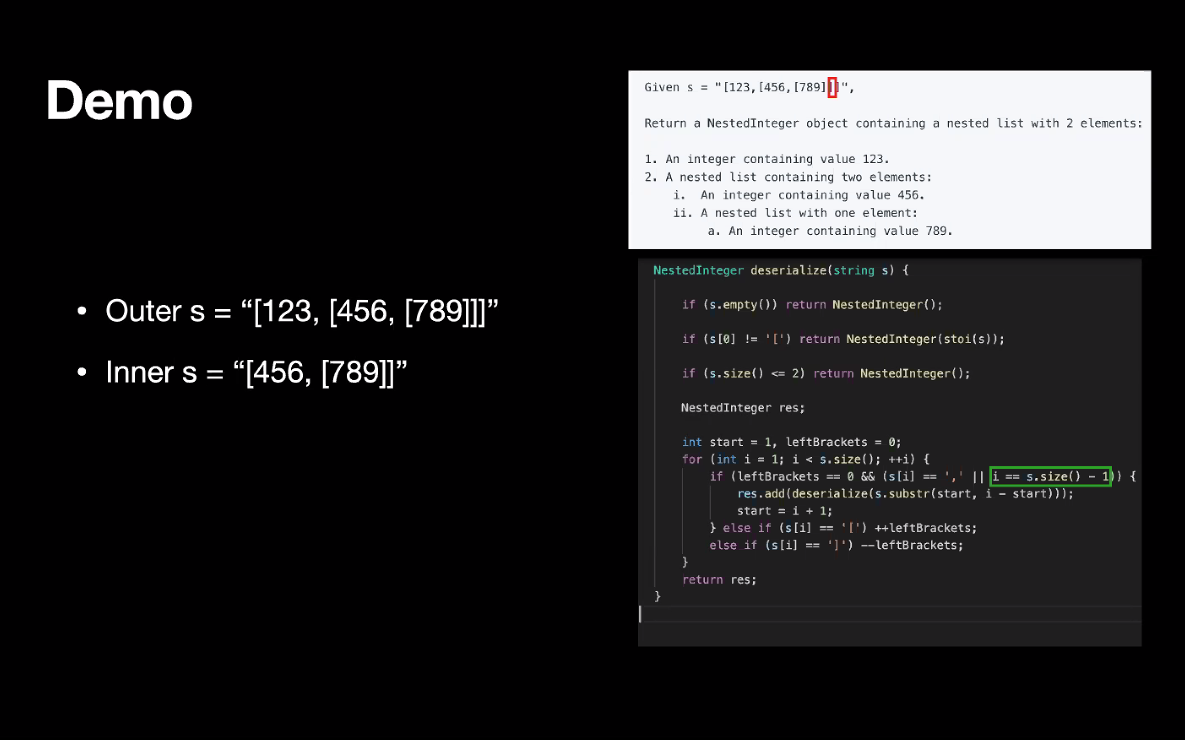 Demo
Given s = "[123,[456,[789]]]",
Return a NestedInteger object containing a nested list with 2 elements:
1. An integer containing value 123.
2. A nested list containing two elements:
i.  An integer containing value 456.
ii. A nested list with one element:
a. An integer containing value 789.
• Outer s = “[123, [456, [789]]]”
• Inner s = “[456, [789]]”
NestedInteger deserialize(string s) {
if (s.empty()) return NestedInteger();
if (s[0] != '[') return NestedInteger(stoi(s));
if (s.size() <= 2) return NestedInteger();
NestedInteger res;
int start = 1, leftBrackets = 0;
for (int i = 1; i < s.size(); ++i) {
if (leftBrackets == 0 && (s[i] == ',' || i == s.size() - 1)) {
res.add(deserialize(s.substr(start, i - start)));
start = i + 1;
} else if (s[i] == '[') ++leftBrackets;
else if (s[i] == ']') --leftBrackets;
}
return res;
}